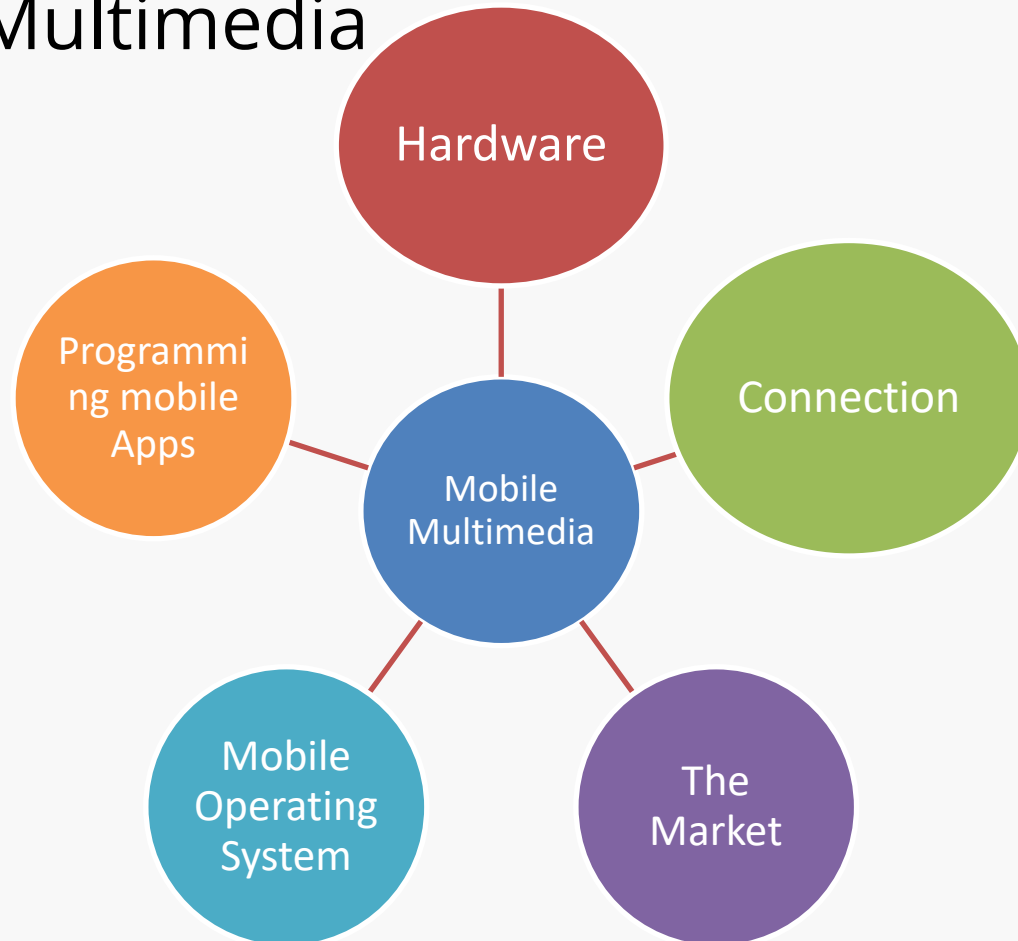 Multimedia
Hardware
Programmi
ng mobile
Apps
Connection
Mobile
Multimedia
Mobile
Operating
System
The
Market